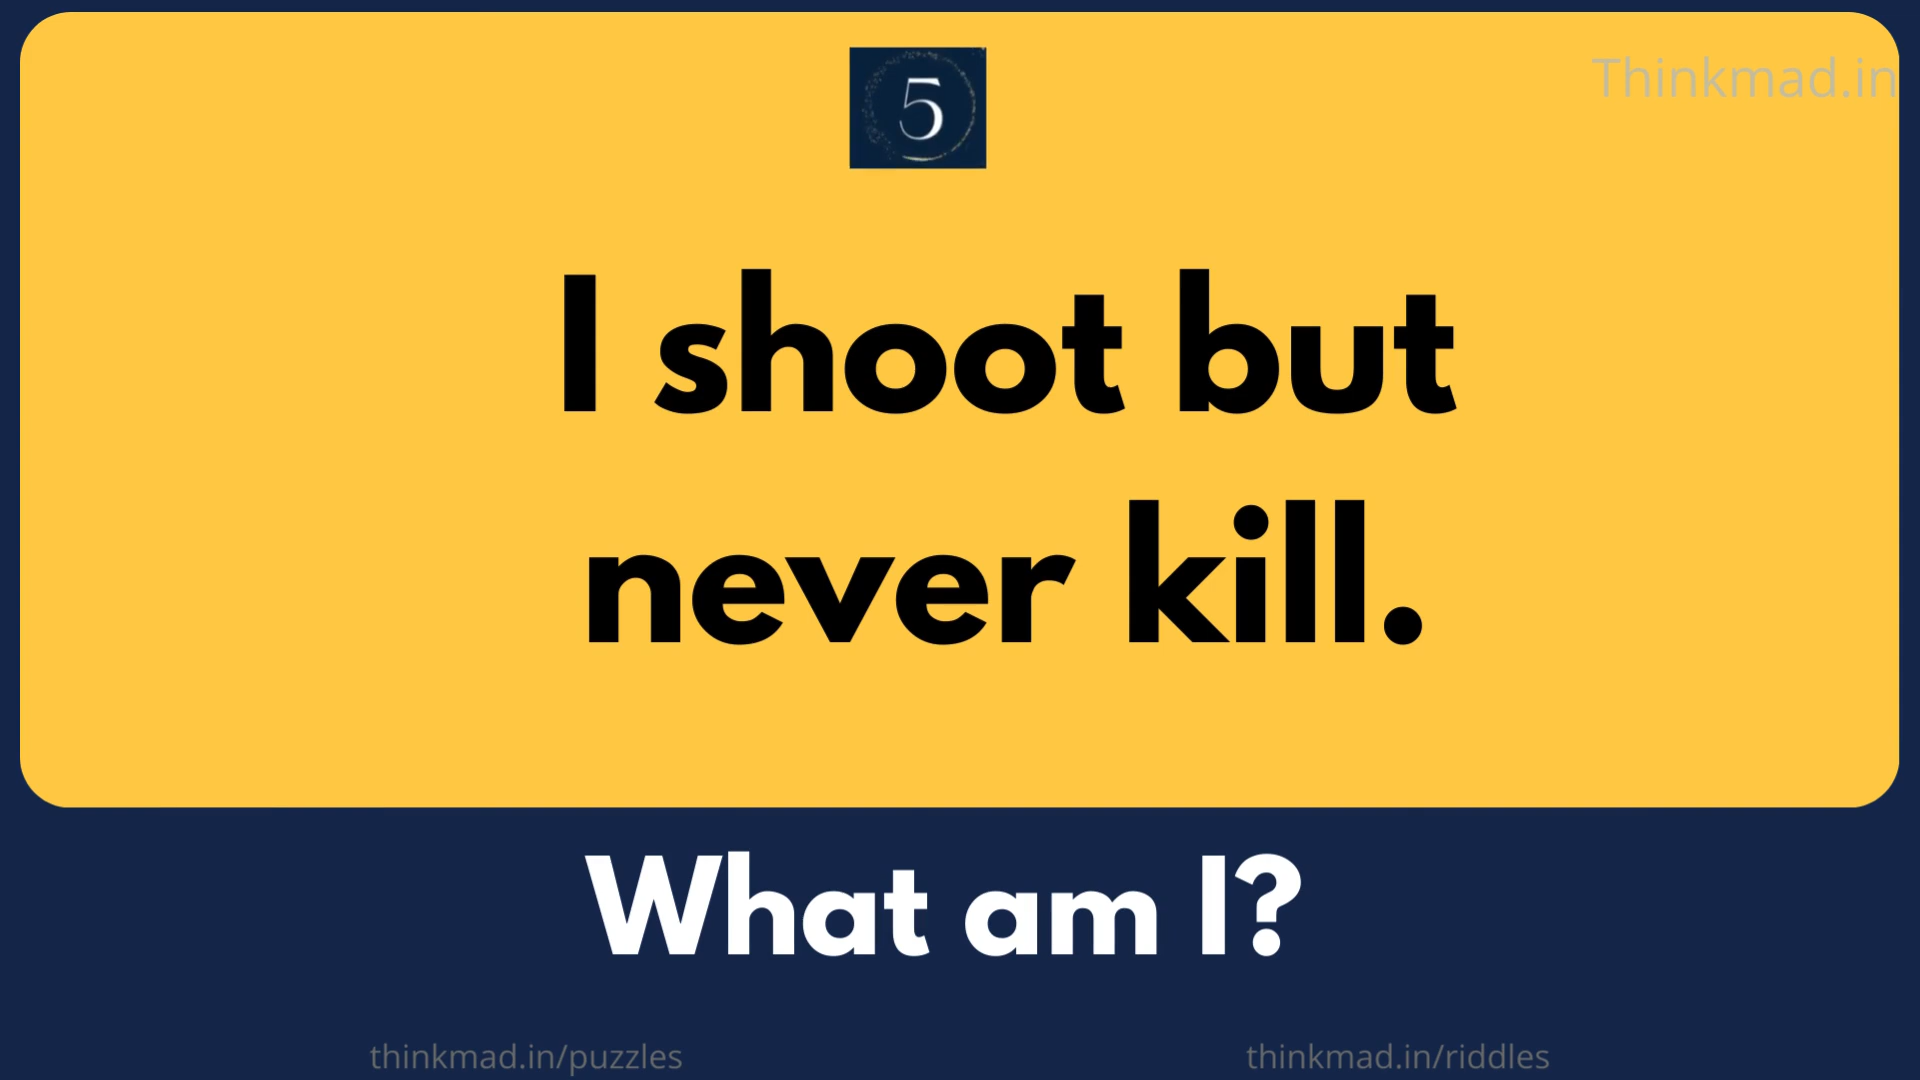 5
Thinkmad.in
I shoot but
never kill.
What am I?
thinkmad.in/puzzles
thinkmad.in/riddles